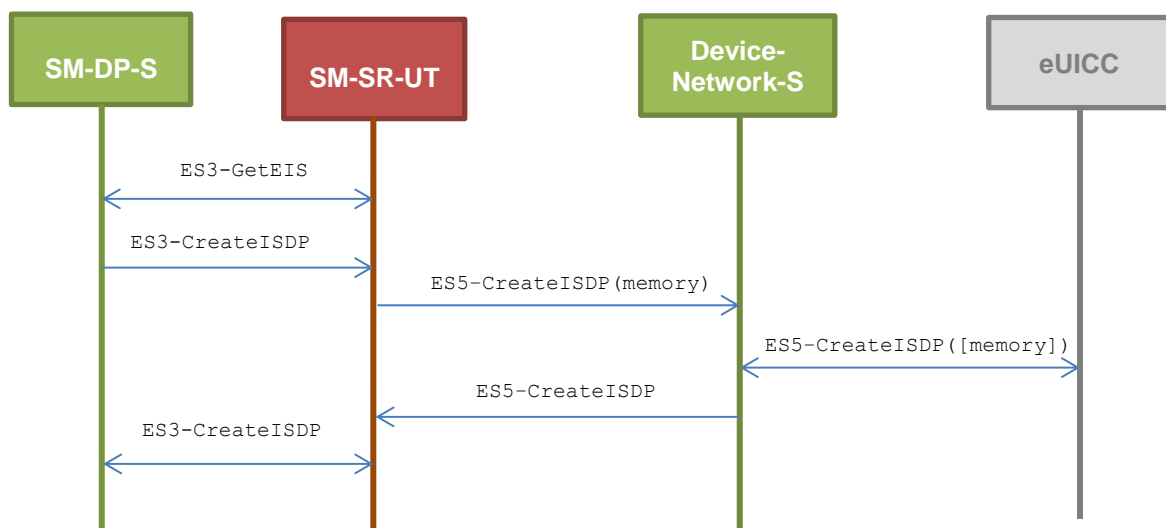 SM-DP-S
SM-SR-UT
Device-
Network-S
eUICC
ES3-GetEIS
ES3-CreateISDP
ES5-CreateISDP(memory)
ES5-CreateISDP([memory])
ES5-CreateISDP
ES3-CreateISDP